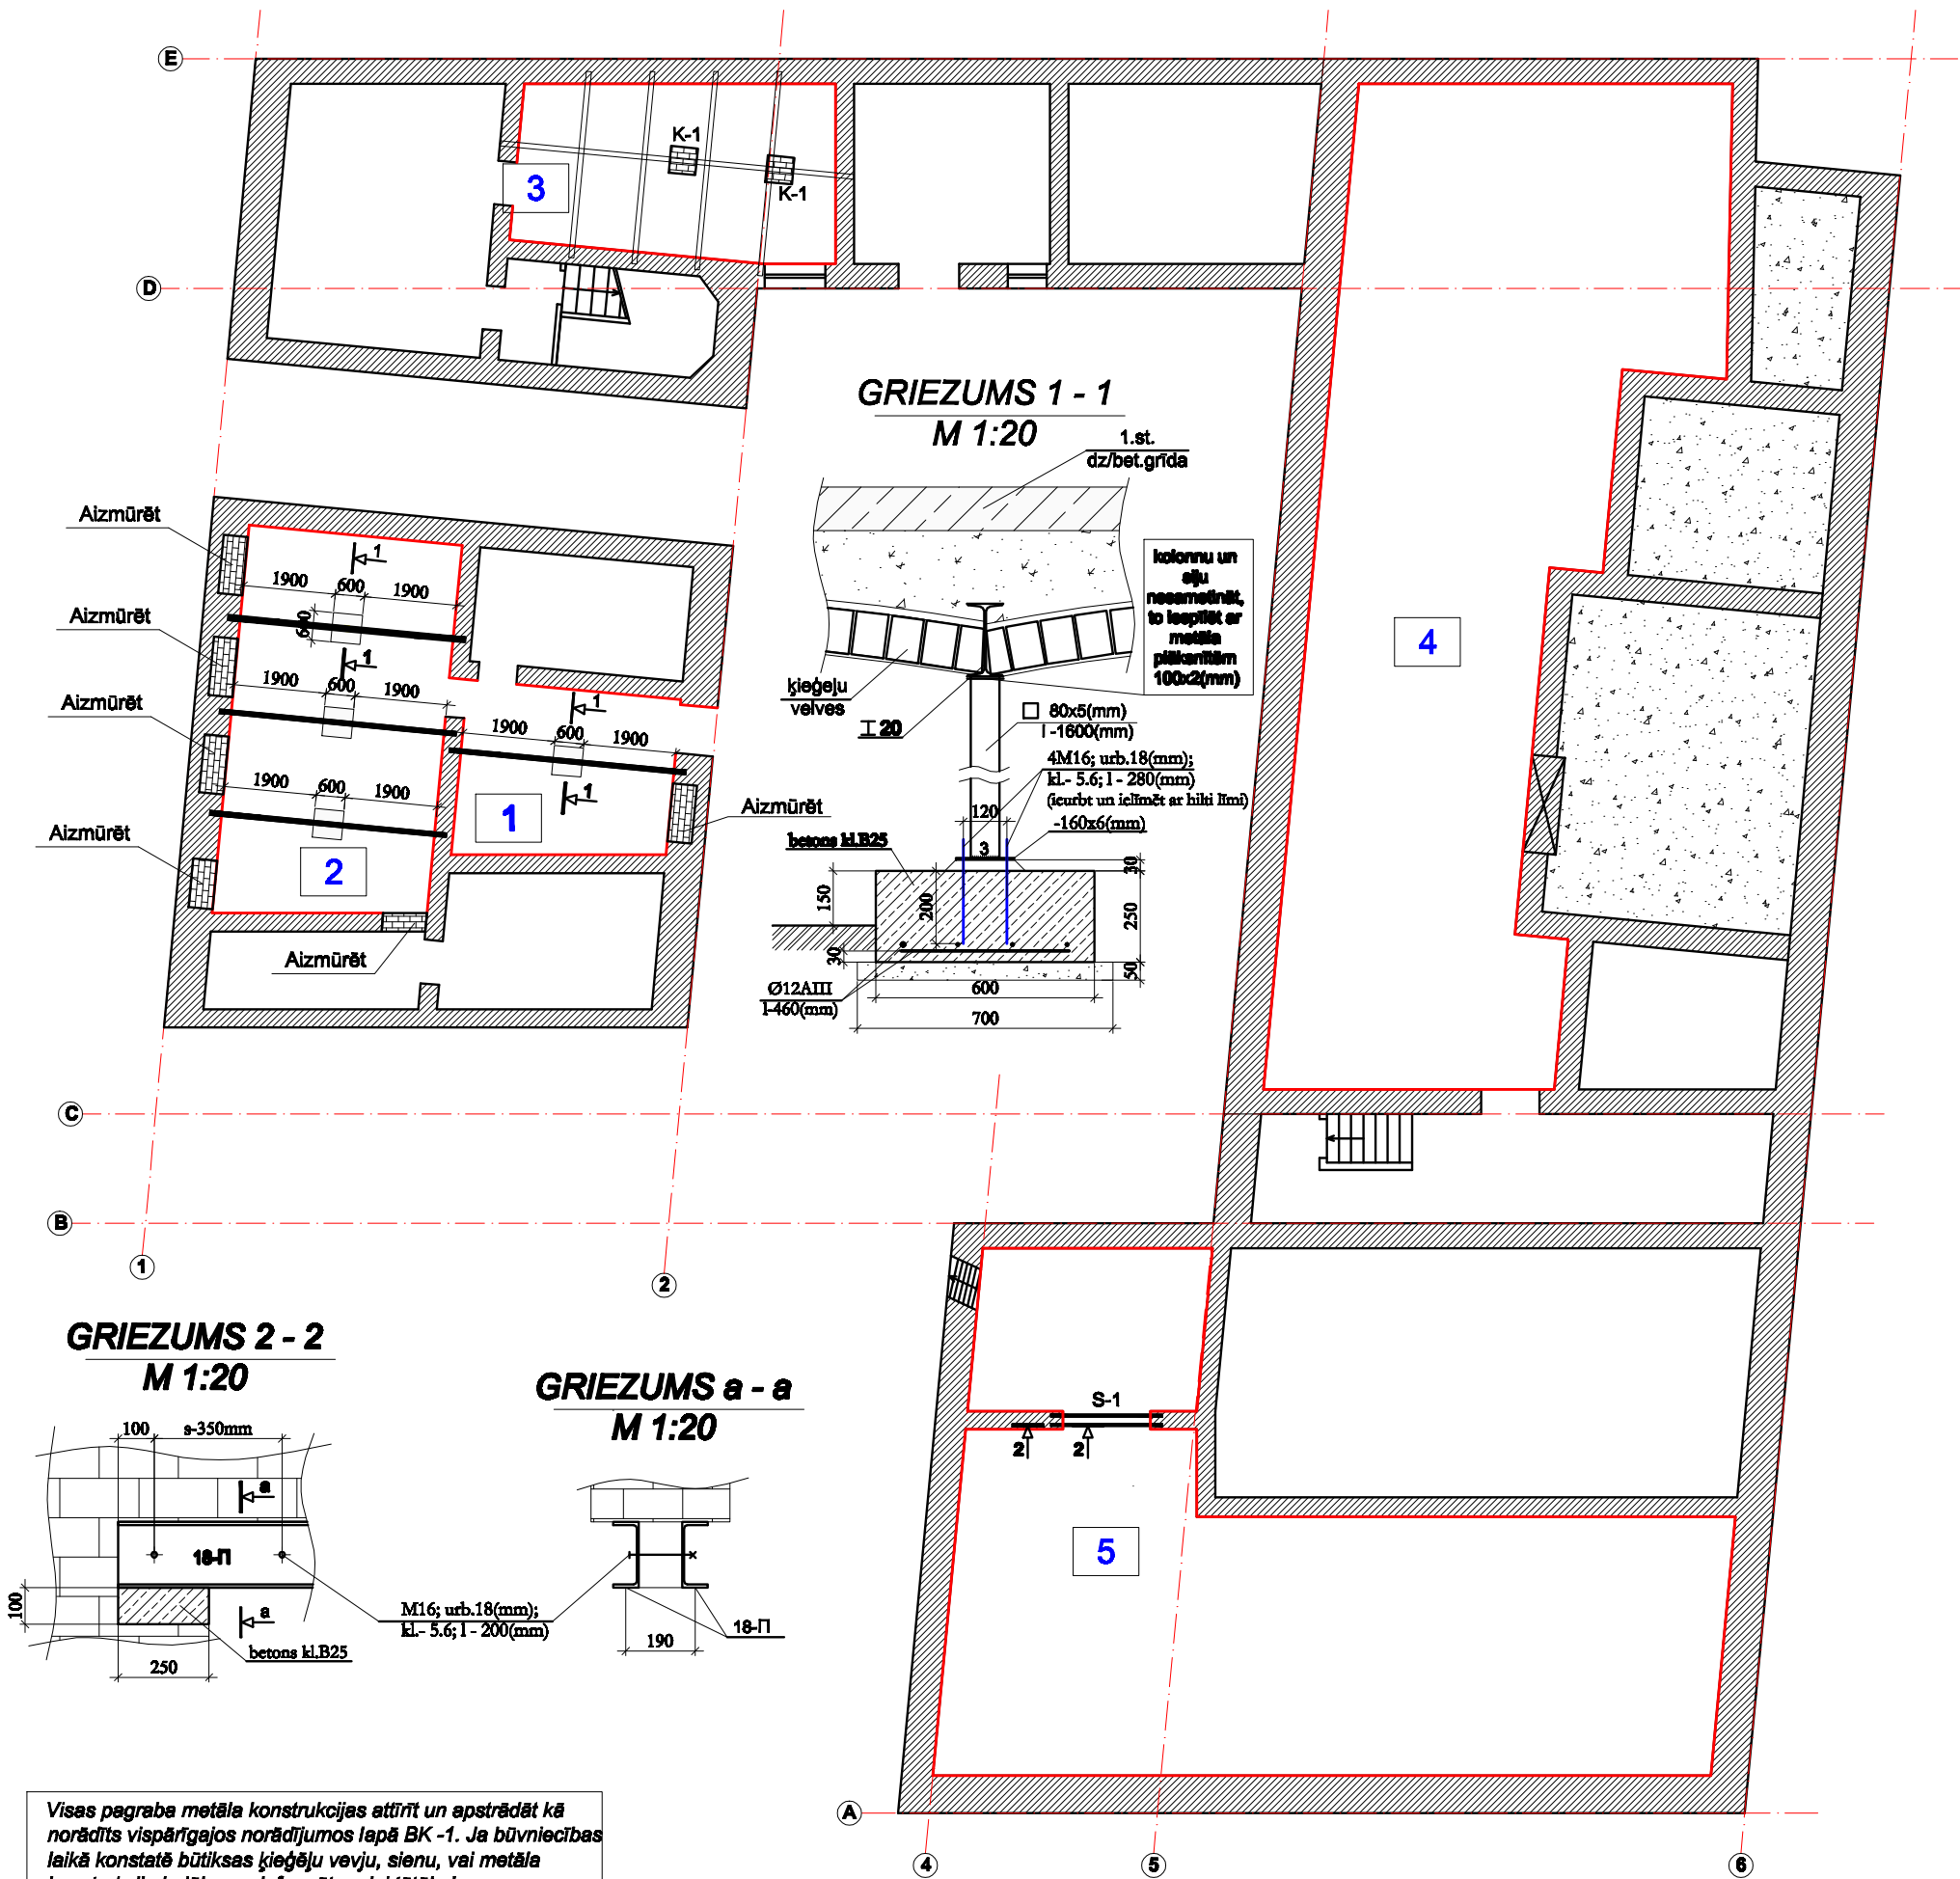 E
K-1
K-1
3
D
GRIEZUMS 1 - 1
M 1:20
1.st.
dz/bet.grīda
kolonnu un
siju
nesametināt,
to iespīlēt ar
metāla
plāksnītēm
100x2(mm)
ķieģeļu
velves
20
80x5(mm)
l -1600(mm)
4M16; urb.18(mm);
kl.- 5.6; l - 280(mm)
(ieurbt un ielīmēt ar hilti līmi)
120
-160x6(mm)
3
betons kl.B25
150
200
30
30
250
50
Ø12AIII
l-460(mm)
600
700
Aizmūrēt
Aizmūrēt
Aizmūrēt
Aizmūrēt
Aizmūrēt
Aizmūrēt
1
1900
600
1900
600
1
1900
600
1900
1
1900
600
1900
1
1900
600
1900
1
2
4
C
B
1
2
GRIEZUMS 2 - 2
M 1:20
100
s-350mm
a
18-П
100
a
betons kl.B25
250
M16; urb.18(mm);
kl.- 5.6; l - 200(mm)
GRIEZUMS a - a
M 1:20
190
18-П
S-1
2
2
5
A
4
5
6
Visas pagraba metāla konstrukcijas attīrīt un apstrādāt kā
norādīts vispārīgajos norādījumos lapā BK -1. Ja būvniecības
laikā konstatē būtiksas ķieģēļu vevju, sienu, vai metāla